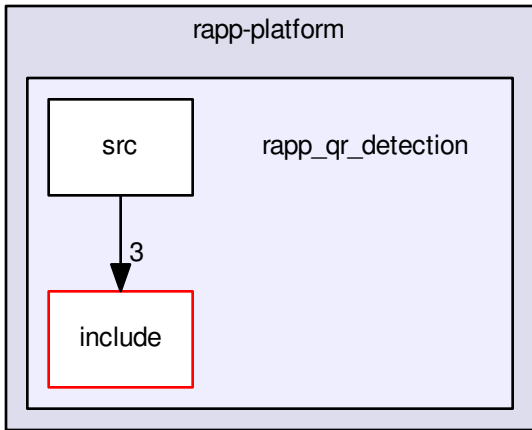 rapp-platform
src
rapp_qr_detection
3
include